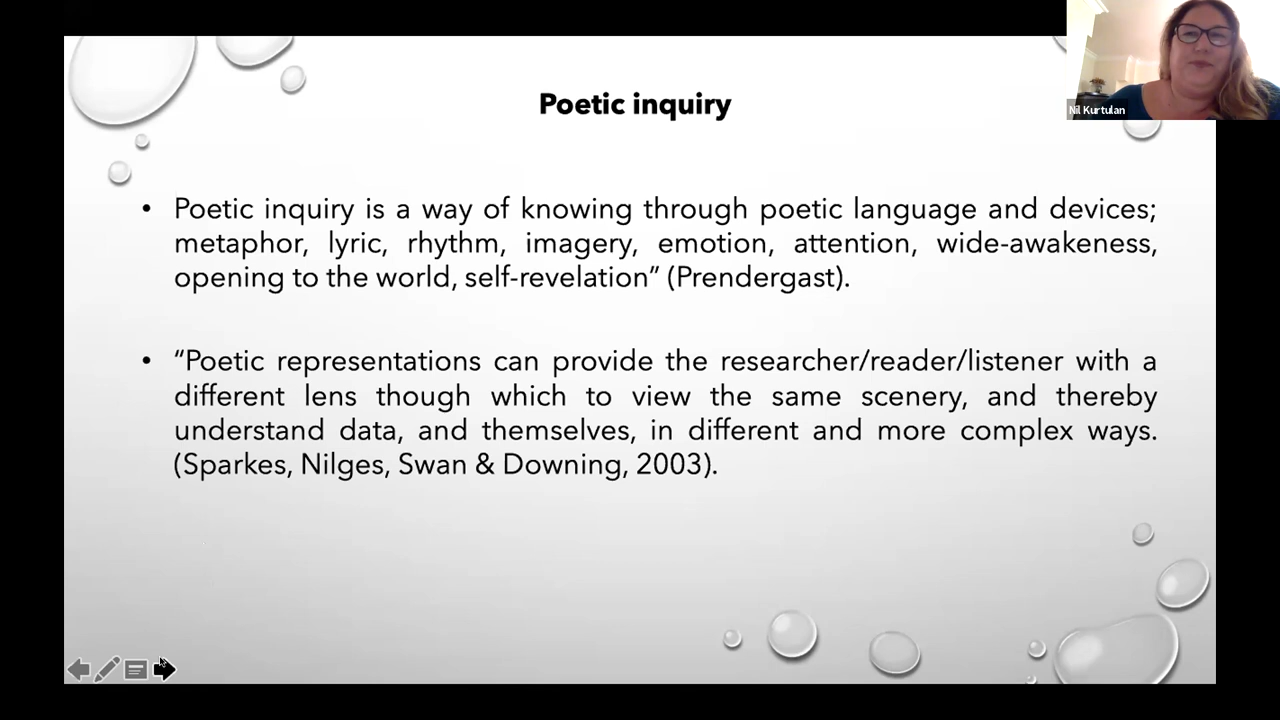 Poetic inquiry
Nil Kurtulan
• Poetic inquiry is a way of knowing through poetic language and devices;
metaphor, lyric, rhythm, imagery, emotion, attention, wide-awakeness,
opening to the world, self-revelation” (Prendergast).
• “Poetic representations can provide the researcher/reader/listener with a
different lens though which to view the same scenery, and thereby
understand data, and themselves, in different and more complex ways.
(Sparkes, Nilges, Swan & Downing, 2003).